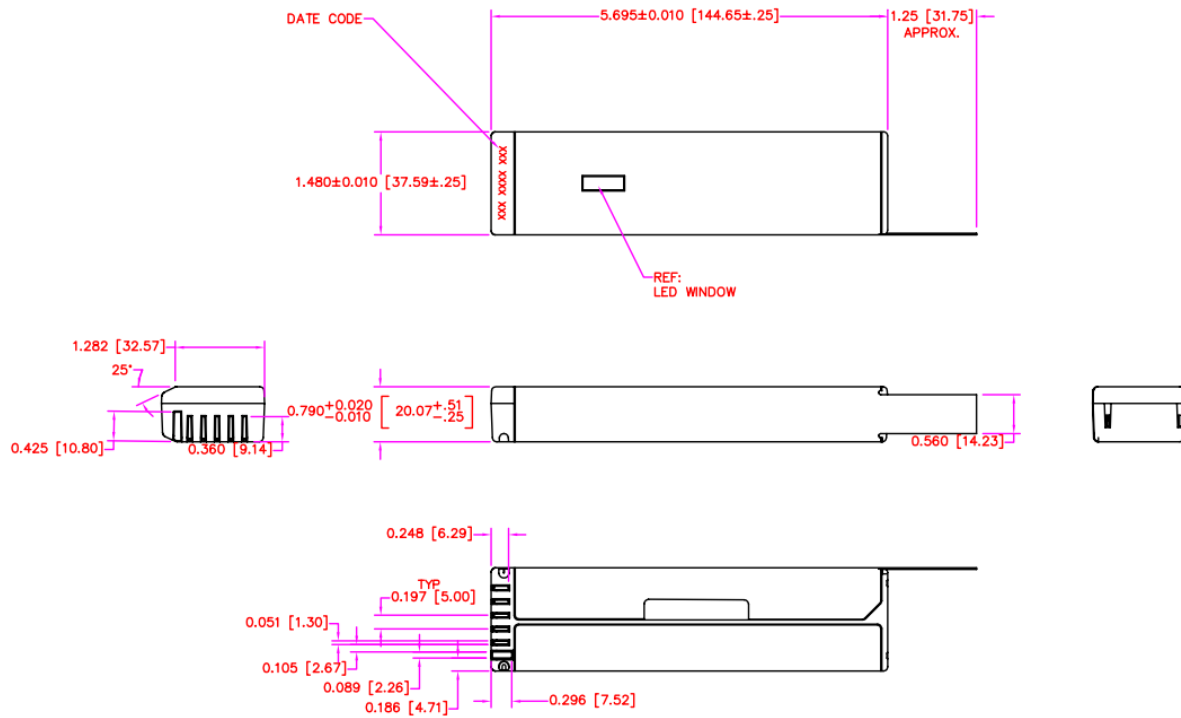 DATE CODE
5.695±0.010 [144.65±.25]
1.25 [31.75]
APPROX.
XXX XXXX XXX
1.480±0.010 [37.59±.25]
REF:
LED WINDOW
1.282 [32.57]
25°
0.790+0.020 -0.010 [20.07+.51 -.25]
0.425 [10.80]
0.360 [9.14]
0.560 [14.23]
0.248 [6.29]
TYP
0.197 [5.00]
0.051 [1.30]
0.105 [2.67]
0.089 [2.26]
0.186 [4.71]
0.296 [7.52]